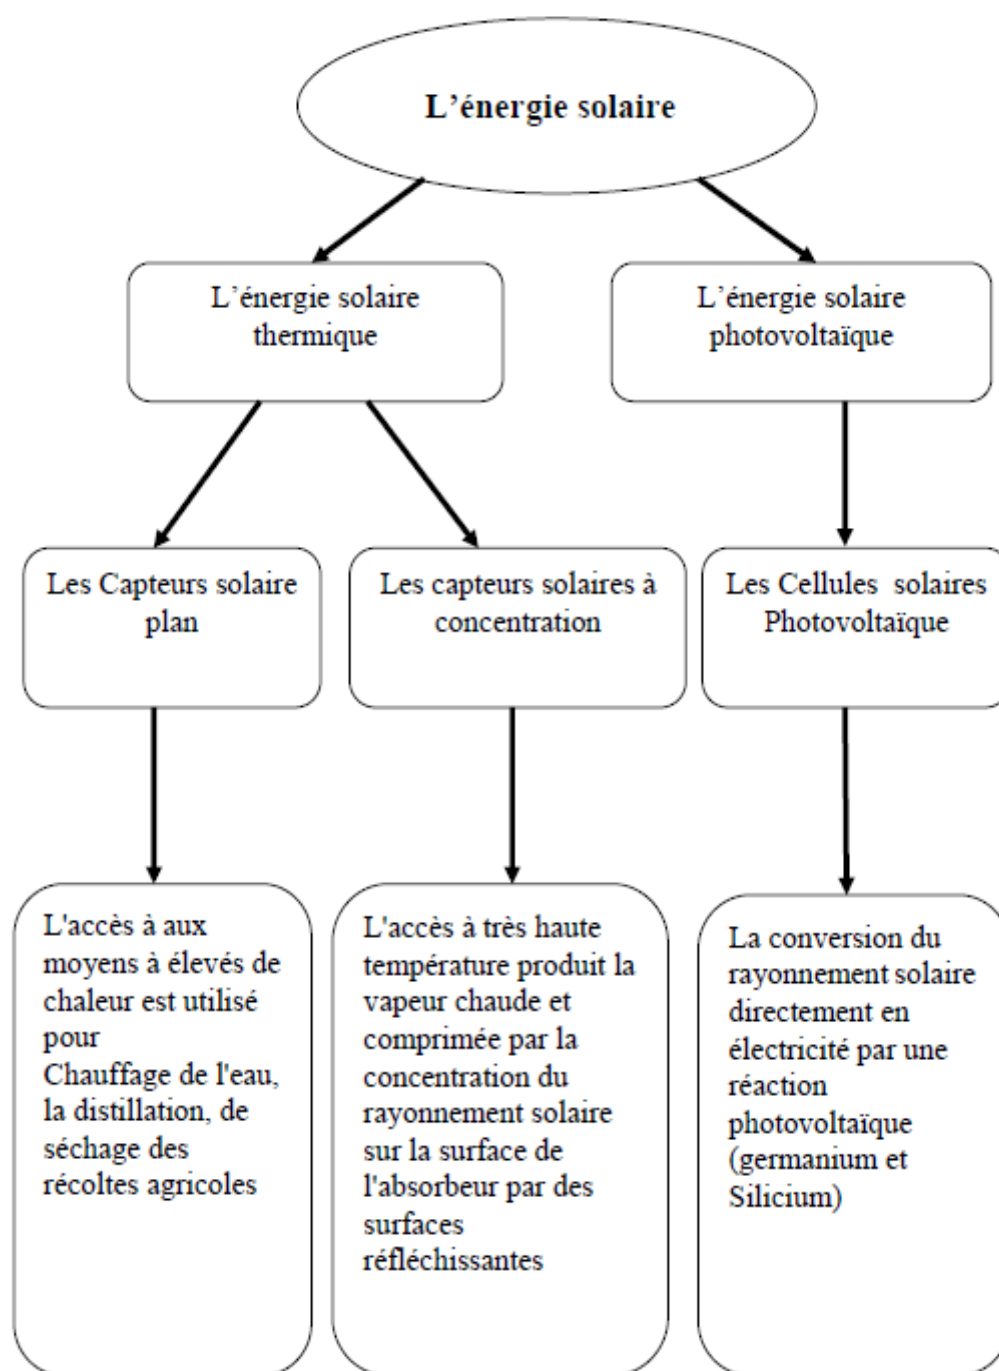 L’énergie solaire
L’énergie solaire
thermique
L’énergie solaire
photovoltaïque
Les Capteurs solaire
plan
Les capteurs solaires à
concentration
Les Cellules solaires
Photovoltaïque
L'accès à aux
moyens à élevés de
chaleur est utilisé
pour
Chauffage de l'eau,
la distillation, de
séchage des
récoltes agricoles
L'accès à très haute
température produit la
vapeur chaude et
comprimée par la
concentration du
rayonnement solaire
sur la surface de
l'absorbeur par des
surfaces
réfléchissantes
La conversion du
rayonnement solaire
directement en
électricité par une
réaction
photovoltaïque
(germanium et
Silicium)